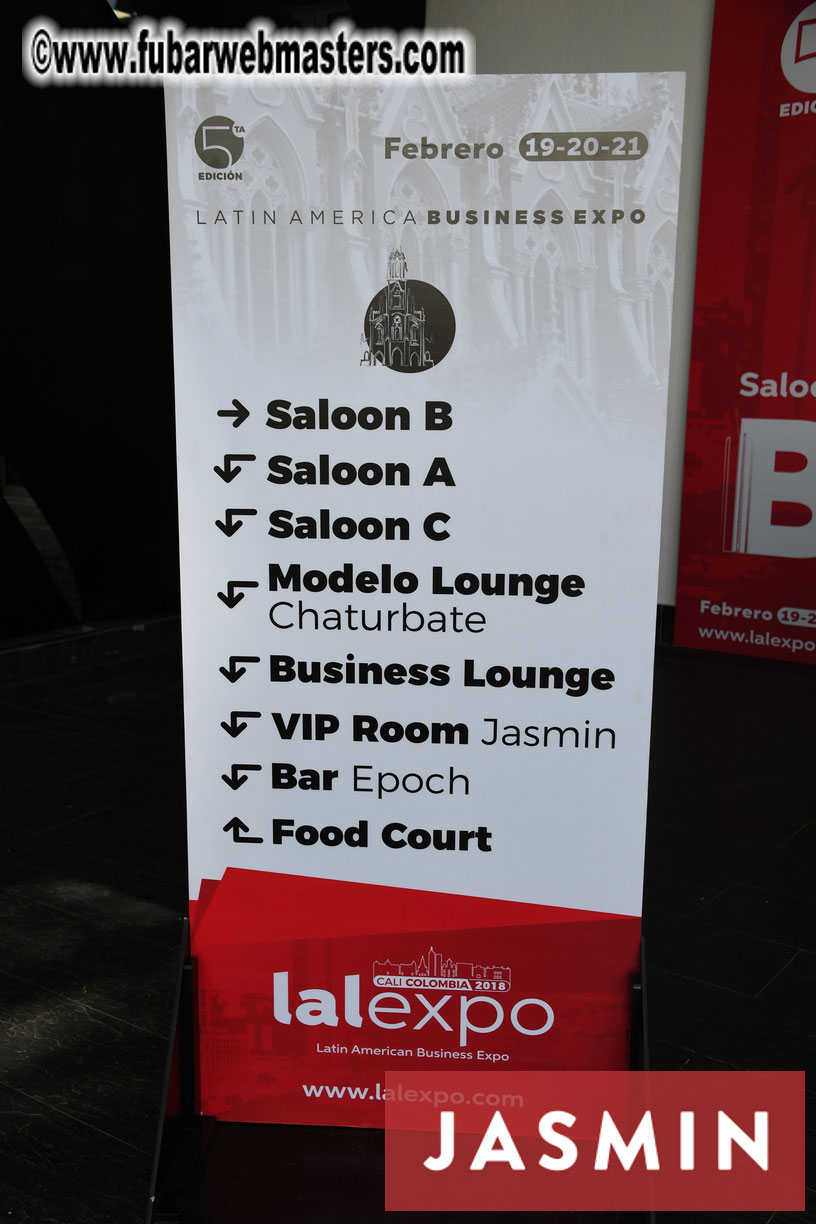 ©www.fubarwebmasters.com
5TA
EDICIÓN
Febrero 19-20-21
LATIN AMERICA BUSINESS EXPO
Saloon B
Saloon A
Saloon C
Modelo Lounge
Chaturbate
Business Lounge
VIP Room Jasmin
Bar Epoch
Food Court
CALI COLOMBIA 2018
lalexpo
Latin American Business Expo
www.lalexpo.com
EDIC
Saloo
B
Febrero 19-2
www.lalexpo
JASMIN